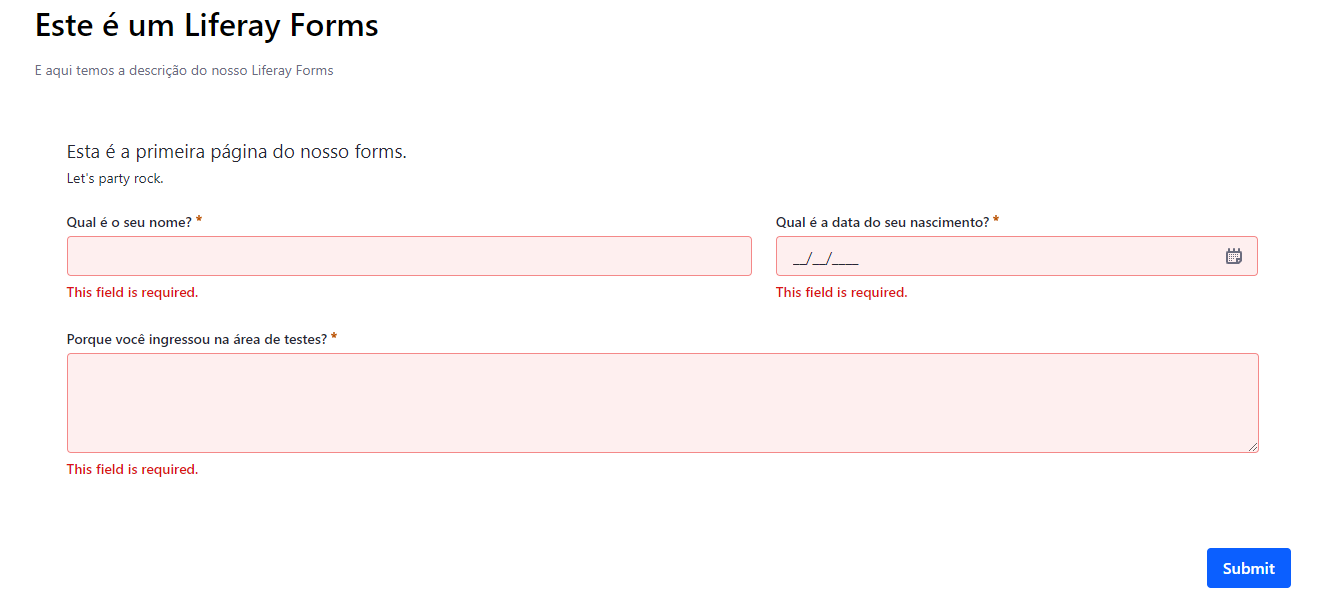 Este é um Liferay Forms
E aqui temos a descrição do nosso Liferay Forms
Esta é a primeira página do nosso forms.
Let's party rock.
Qual é o seu nome? *
Qual é a data do seu nascimento? *
__/__/____
This field is required.
This field is required.
Porque você ingressou na área de testes? *
This field is required.
Submit